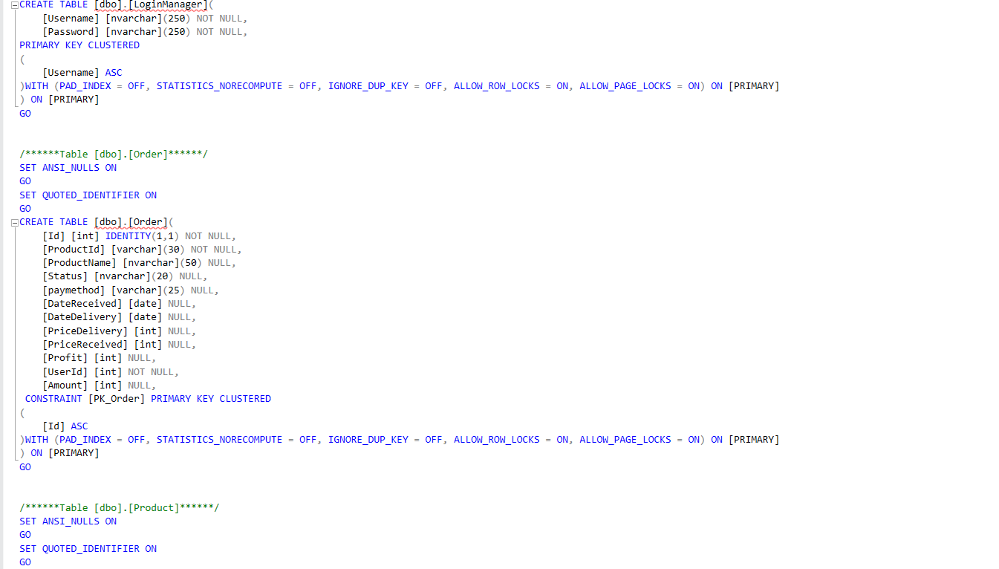 CREATE TABLE [dbo].[LoginManager](
    [Username] [nvarchar](250) NOT NULL,
    [Password] [nvarchar](250) NOT NULL,
PRIMARY KEY CLUSTERED
(
    [Username] ASC
)WITH (PAD_INDEX = OFF, STATISTICS_NORECOMPUTE = OFF, IGNORE_DUP_KEY = OFF, ALLOW_ROW_LOCKS = ON, ALLOW_PAGE_LOCKS = ON) ON [PRIMARY]
) ON [PRIMARY]
GO
/******Table [dbo].[Order]******/
SET ANSI_NULLS ON
GO
SET QUOTED_IDENTIFIER ON
GO
CREATE TABLE [dbo].[Order](
    [Id] [int] IDENTITY(1,1) NOT NULL,
    [ProductId] [varchar](30) NOT NULL,
    [ProductName] [nvarchar](50) NULL,
    [Status] [nvarchar](20) NULL,
    [paymethod] [varchar](25) NULL,
    [DateReceived] [date] NULL,
    [DateDelivery] [date] NULL,
    [PriceDelivery] [int] NULL,
    [PriceReceived] [int] NULL,
    [Profit] [int] NULL,
    [UserId] [int] NOT NULL,
    [Amount] [int] NULL,
 CONSTRAINT [PK_Order] PRIMARY KEY CLUSTERED
(
    [Id] ASC
)WITH (PAD_INDEX = OFF, STATISTICS_NORECOMPUTE = OFF, IGNORE_DUP_KEY = OFF, ALLOW_ROW_LOCKS = ON, ALLOW_PAGE_LOCKS = ON) ON [PRIMARY]
) ON [PRIMARY]
GO
/******Table [dbo].[Product]******/
SET ANSI_NULLS ON
GO
SET QUOTED_IDENTIFIER ON
GO